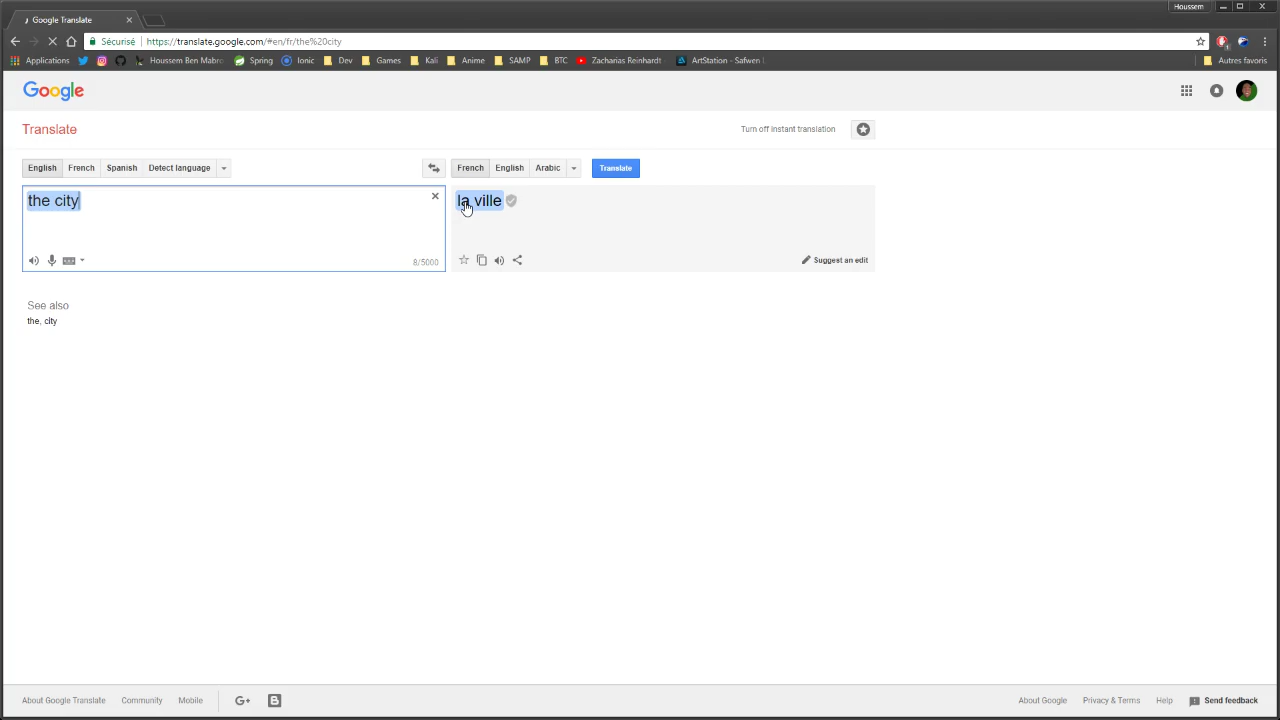 Google Translate
Houssem
Sécurisé https://translate.google.com/#en/fr/the%20city
Applications Houssem Ben Mabro Spring Ionic Dev Games Kali Anime SAMP BTC Zacharias Reinhardt ArtStation - Safwen L Autres favoris
Google
Translate
Turn off instant translation
English French Spanish Detect language French English Arabic Translate
the city
la ville
8/5000
Suggest an edit
See also
the, city
About Google Translate Community Mobile G+ About Google Privacy & Terms Help Send feedback